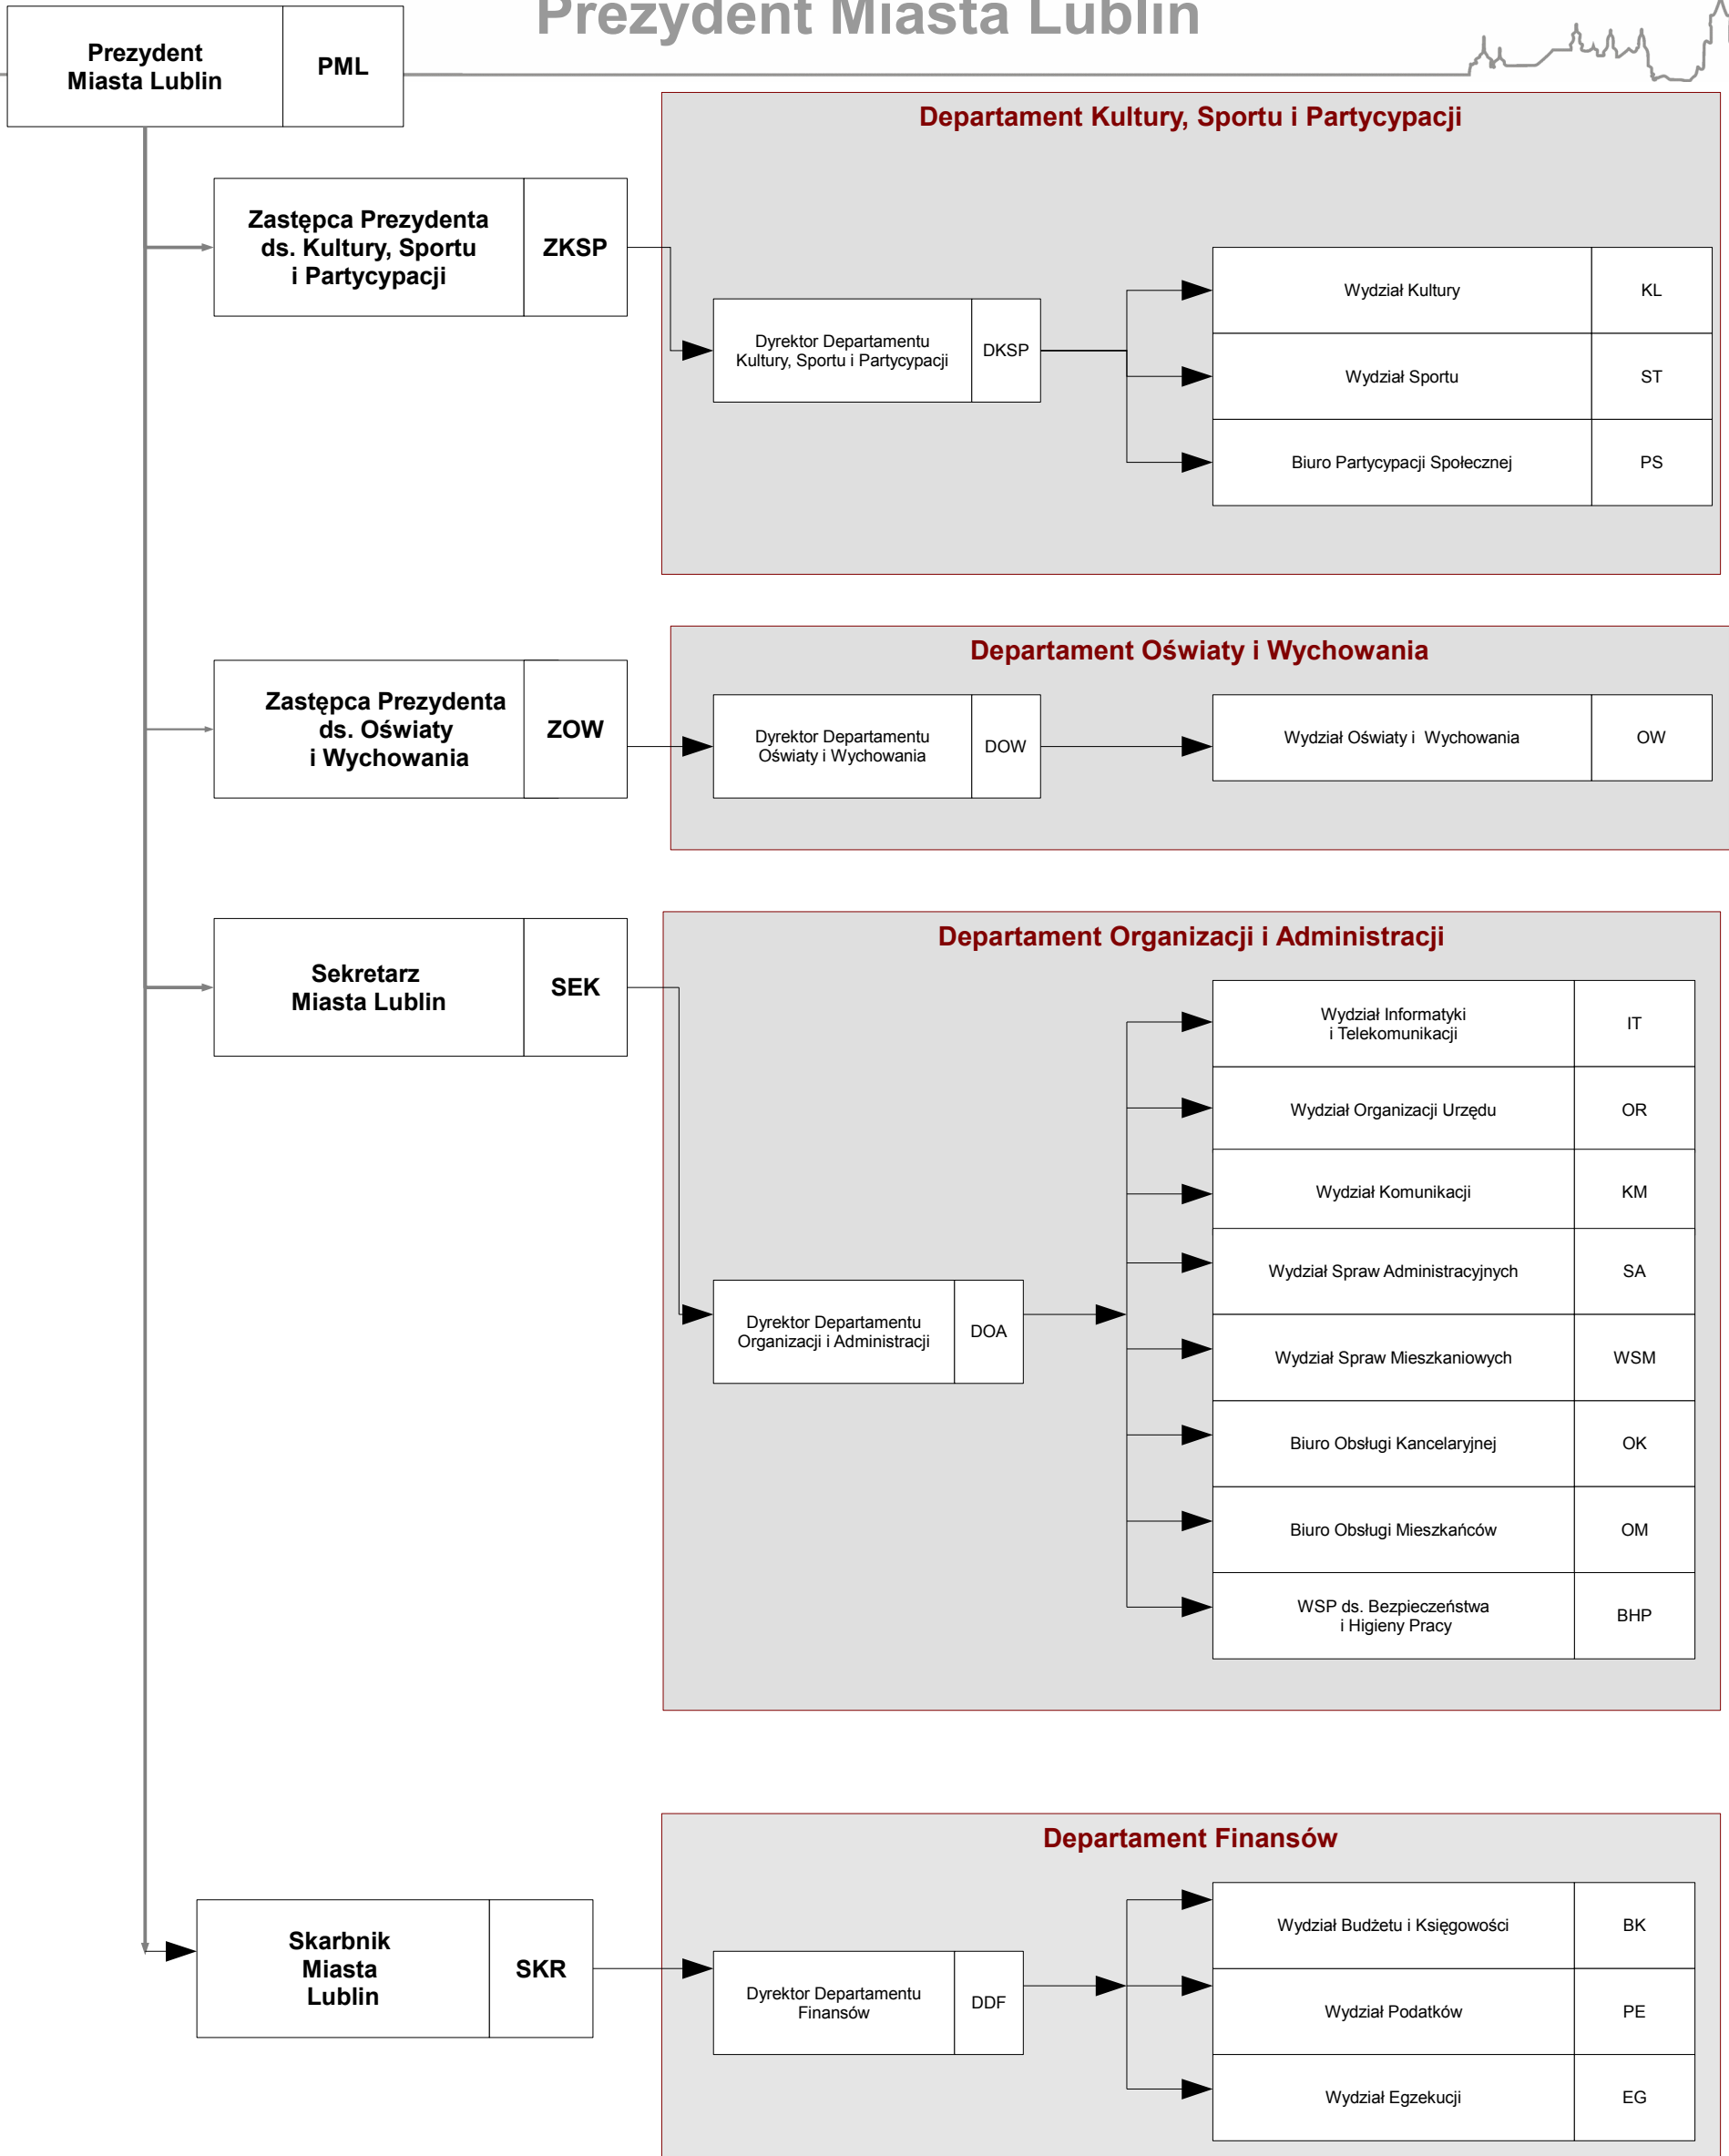 Prezydent Miasta Lublin
Prezydent
Miasta Lublin
PML
Departament Kultury, Sportu i Partycypacji
Zastępca Prezydenta
ds. Kultury, Sportu
i Partycypacji
ZKSP
Dyrektor Departamentu
Kultury, Sportu i Partycypacji
DKSP
Wydział Kultury
KL
Wydział Sportu
ST
Biuro Partycypacji Społecznej
PS
Departament Oświaty i Wychowania
Zastępca Prezydenta
ds. Oświaty
i Wychowania
ZOW
Dyrektor Departamentu
Oświaty i Wychowania
DOW
Wydział Oświaty i Wychowania
OW
Departament Organizacji i Administracji
Sekretarz
Miasta Lublin
SEK
Dyrektor Departamentu
Organizacji i Administracji
DOA
Wydział Informatyki
i Telekomunikacji
IT
Wydział Organizacji Urzędu
OR
Wydział Komunikacji
KM
Wydział Spraw Administracyjnych
SA
Wydział Spraw Mieszkaniowych
WSM
Biuro Obsługi Kancelaryjnej
OK
Biuro Obsługi Mieszkańców
OM
WSP ds. Bezpieczeństwa
i Higieny Pracy
BHP
Departament Finansów
Skarbnik
Miasta
Lublin
SKR
Dyrektor Departamentu
Finansów
DDF
Wydział Budżetu i Księgowości
BK
Wydział Podatków
PE
Wydział Egzekucji
EG